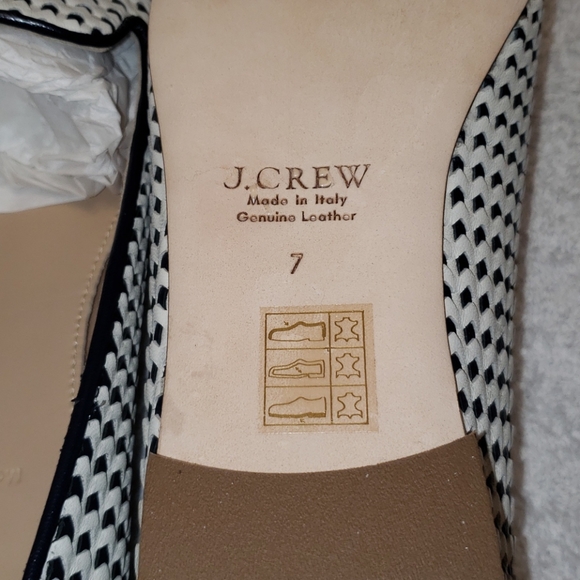 J.CREW
Made in Italy
Genuine Leather
7